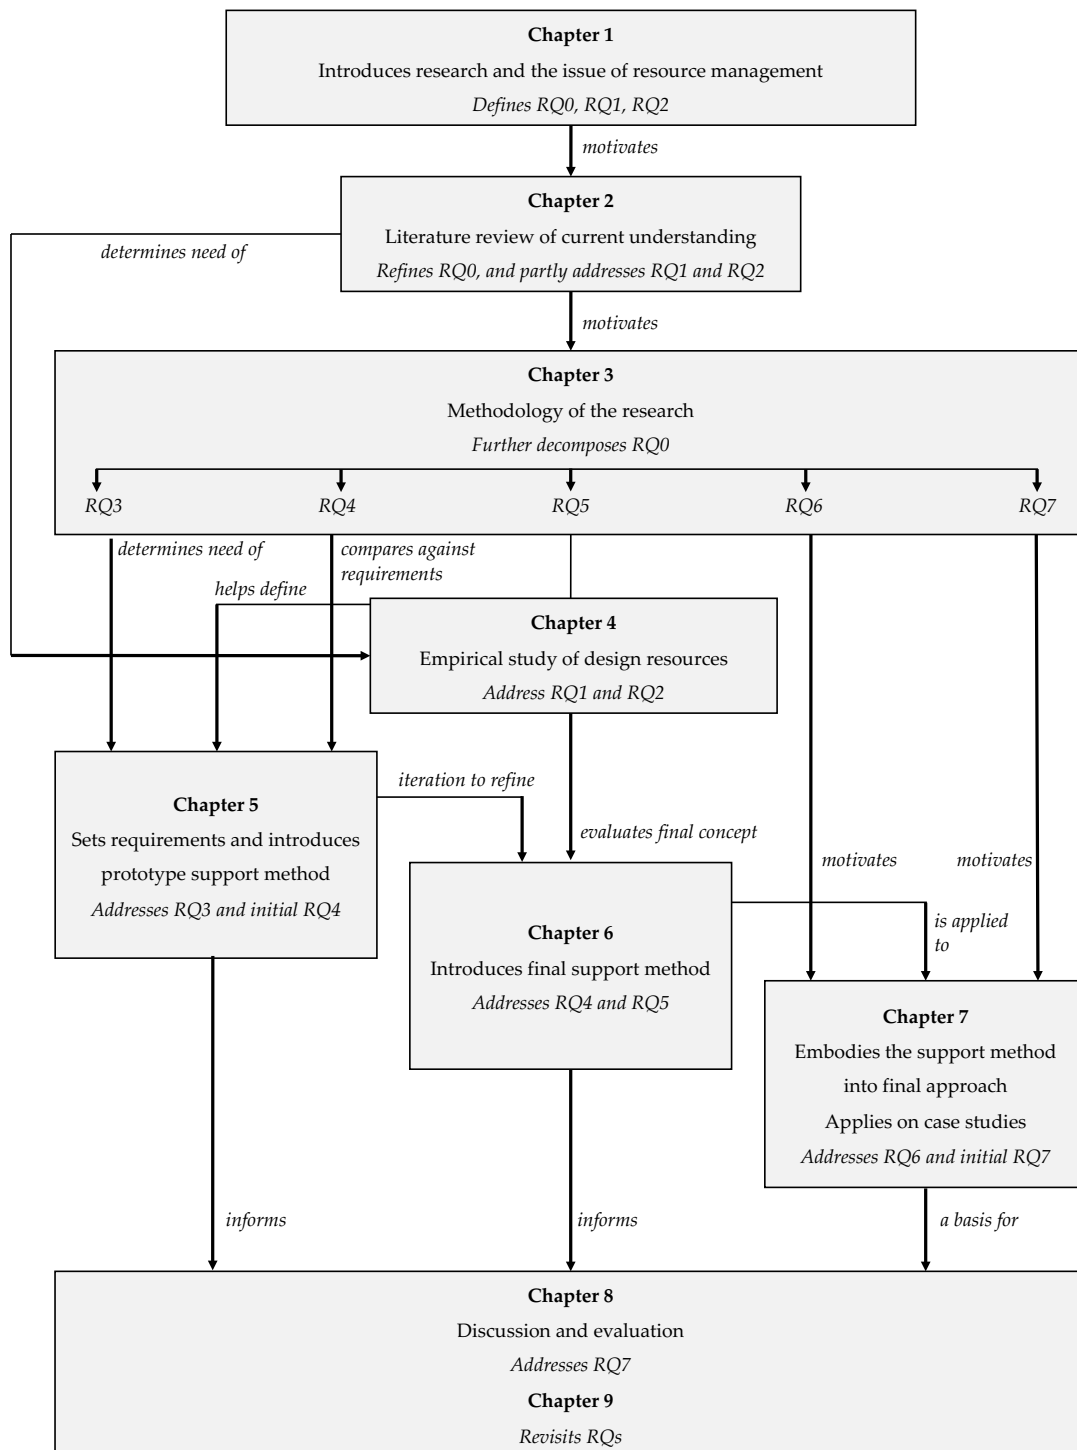 Chapter 1
Introduces research and the issue of resource management
Defines RQ0, RQ1, RQ2
motivates
Chapter 2
Literature review of current understanding
Refines RQ0, and partly addresses RQ1 and RQ2
determines need of
motivates
Chapter 3
Methodology of the research
Further decomposes RQ0
RQ3 RQ4 RQ5 RQ6 RQ7
determines need of
compares against
requirements
helps define
Chapter 4
Empirical study of design resources
Address RQ1 and RQ2
Chapter 5
Sets requirements and introduces
prototype support method
Addresses RQ3 and initial RQ4
iteration to refine
evaluates final concept
motivates
motivates
Chapter 6
Introduces final support method
Addresses RQ4 and RQ5
is applied
to
Chapter 7
Embodies the support method
into final approach
Applies on case studies
Addresses RQ6 and initial RQ7
informs
informs
a basis for
Chapter 8
Discussion and evaluation
Addresses RQ7
Chapter 9
Revisits RQs